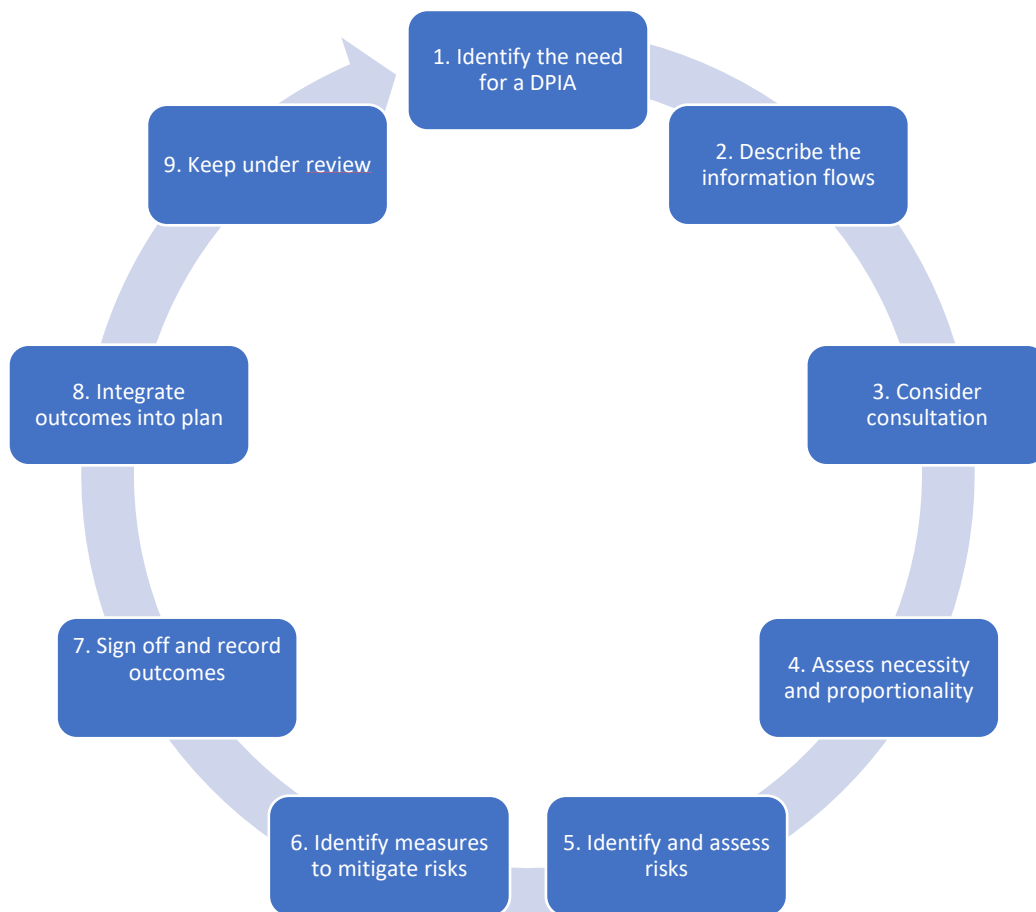 1. Identify the need
for a DPIA
2. Describe the
information flows
3. Consider
consultation
4. Assess necessity
and proportionality
5. Identify and assess
risks
6. Identify measures
to mitigate risks
7. Sign off and record
outcomes
8. Integrate
outcomes into plan
9. Keep under review